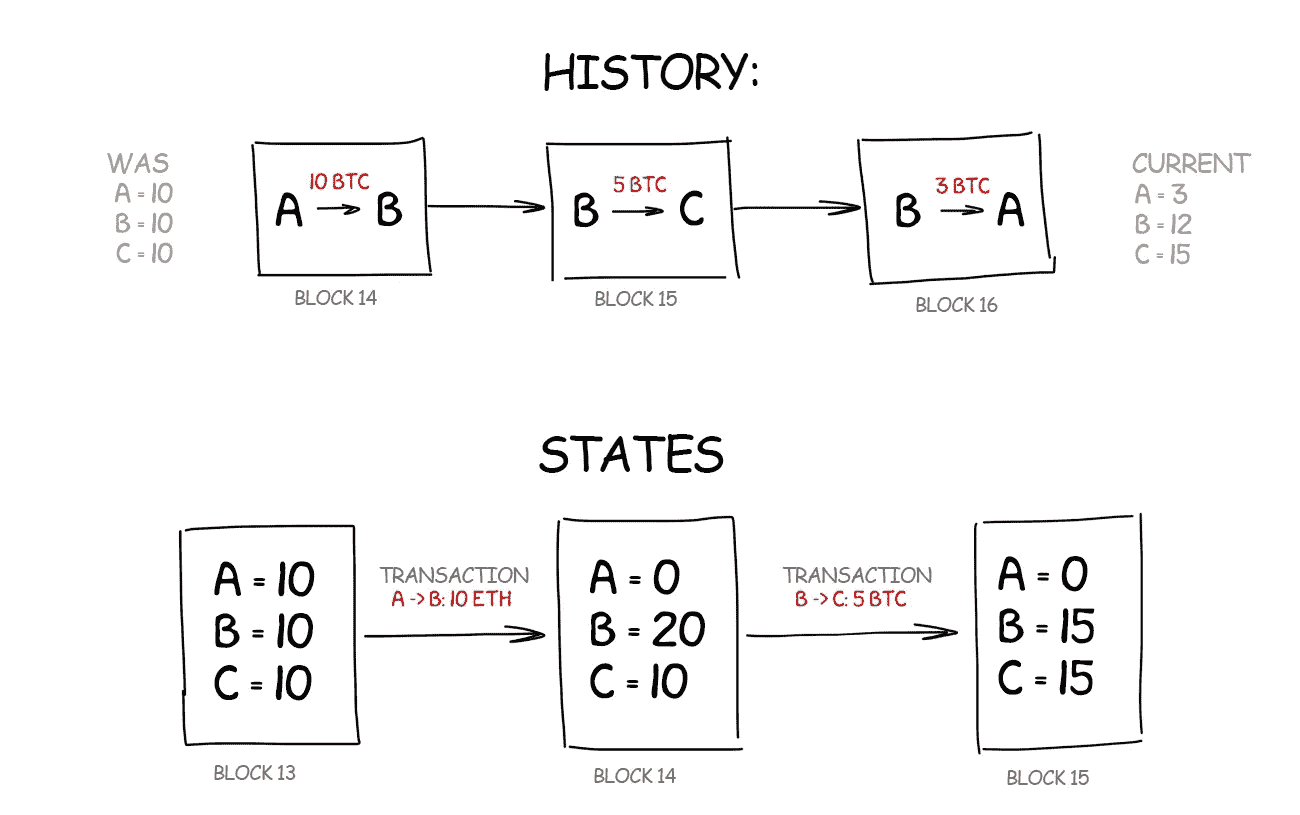 HISTORY:
WAS
A = 10
B = 10
C = 10
10 BTC
A → B
BLOCK 14
5 BTC
B → C
BLOCK 15
3 BTC
B → A
BLOCK 16
CURRENT
A = 3
B = 12
C = 15
STATES
A = 10
B = 10
C = 10
BLOCK 13
TRANSACTION
A -> B: 10 ETH
A = 0
B = 20
C = 10
BLOCK 14
TRANSACTION
B -> C: 5 BTC
A = 0
B = 15
C = 15
BLOCK 15